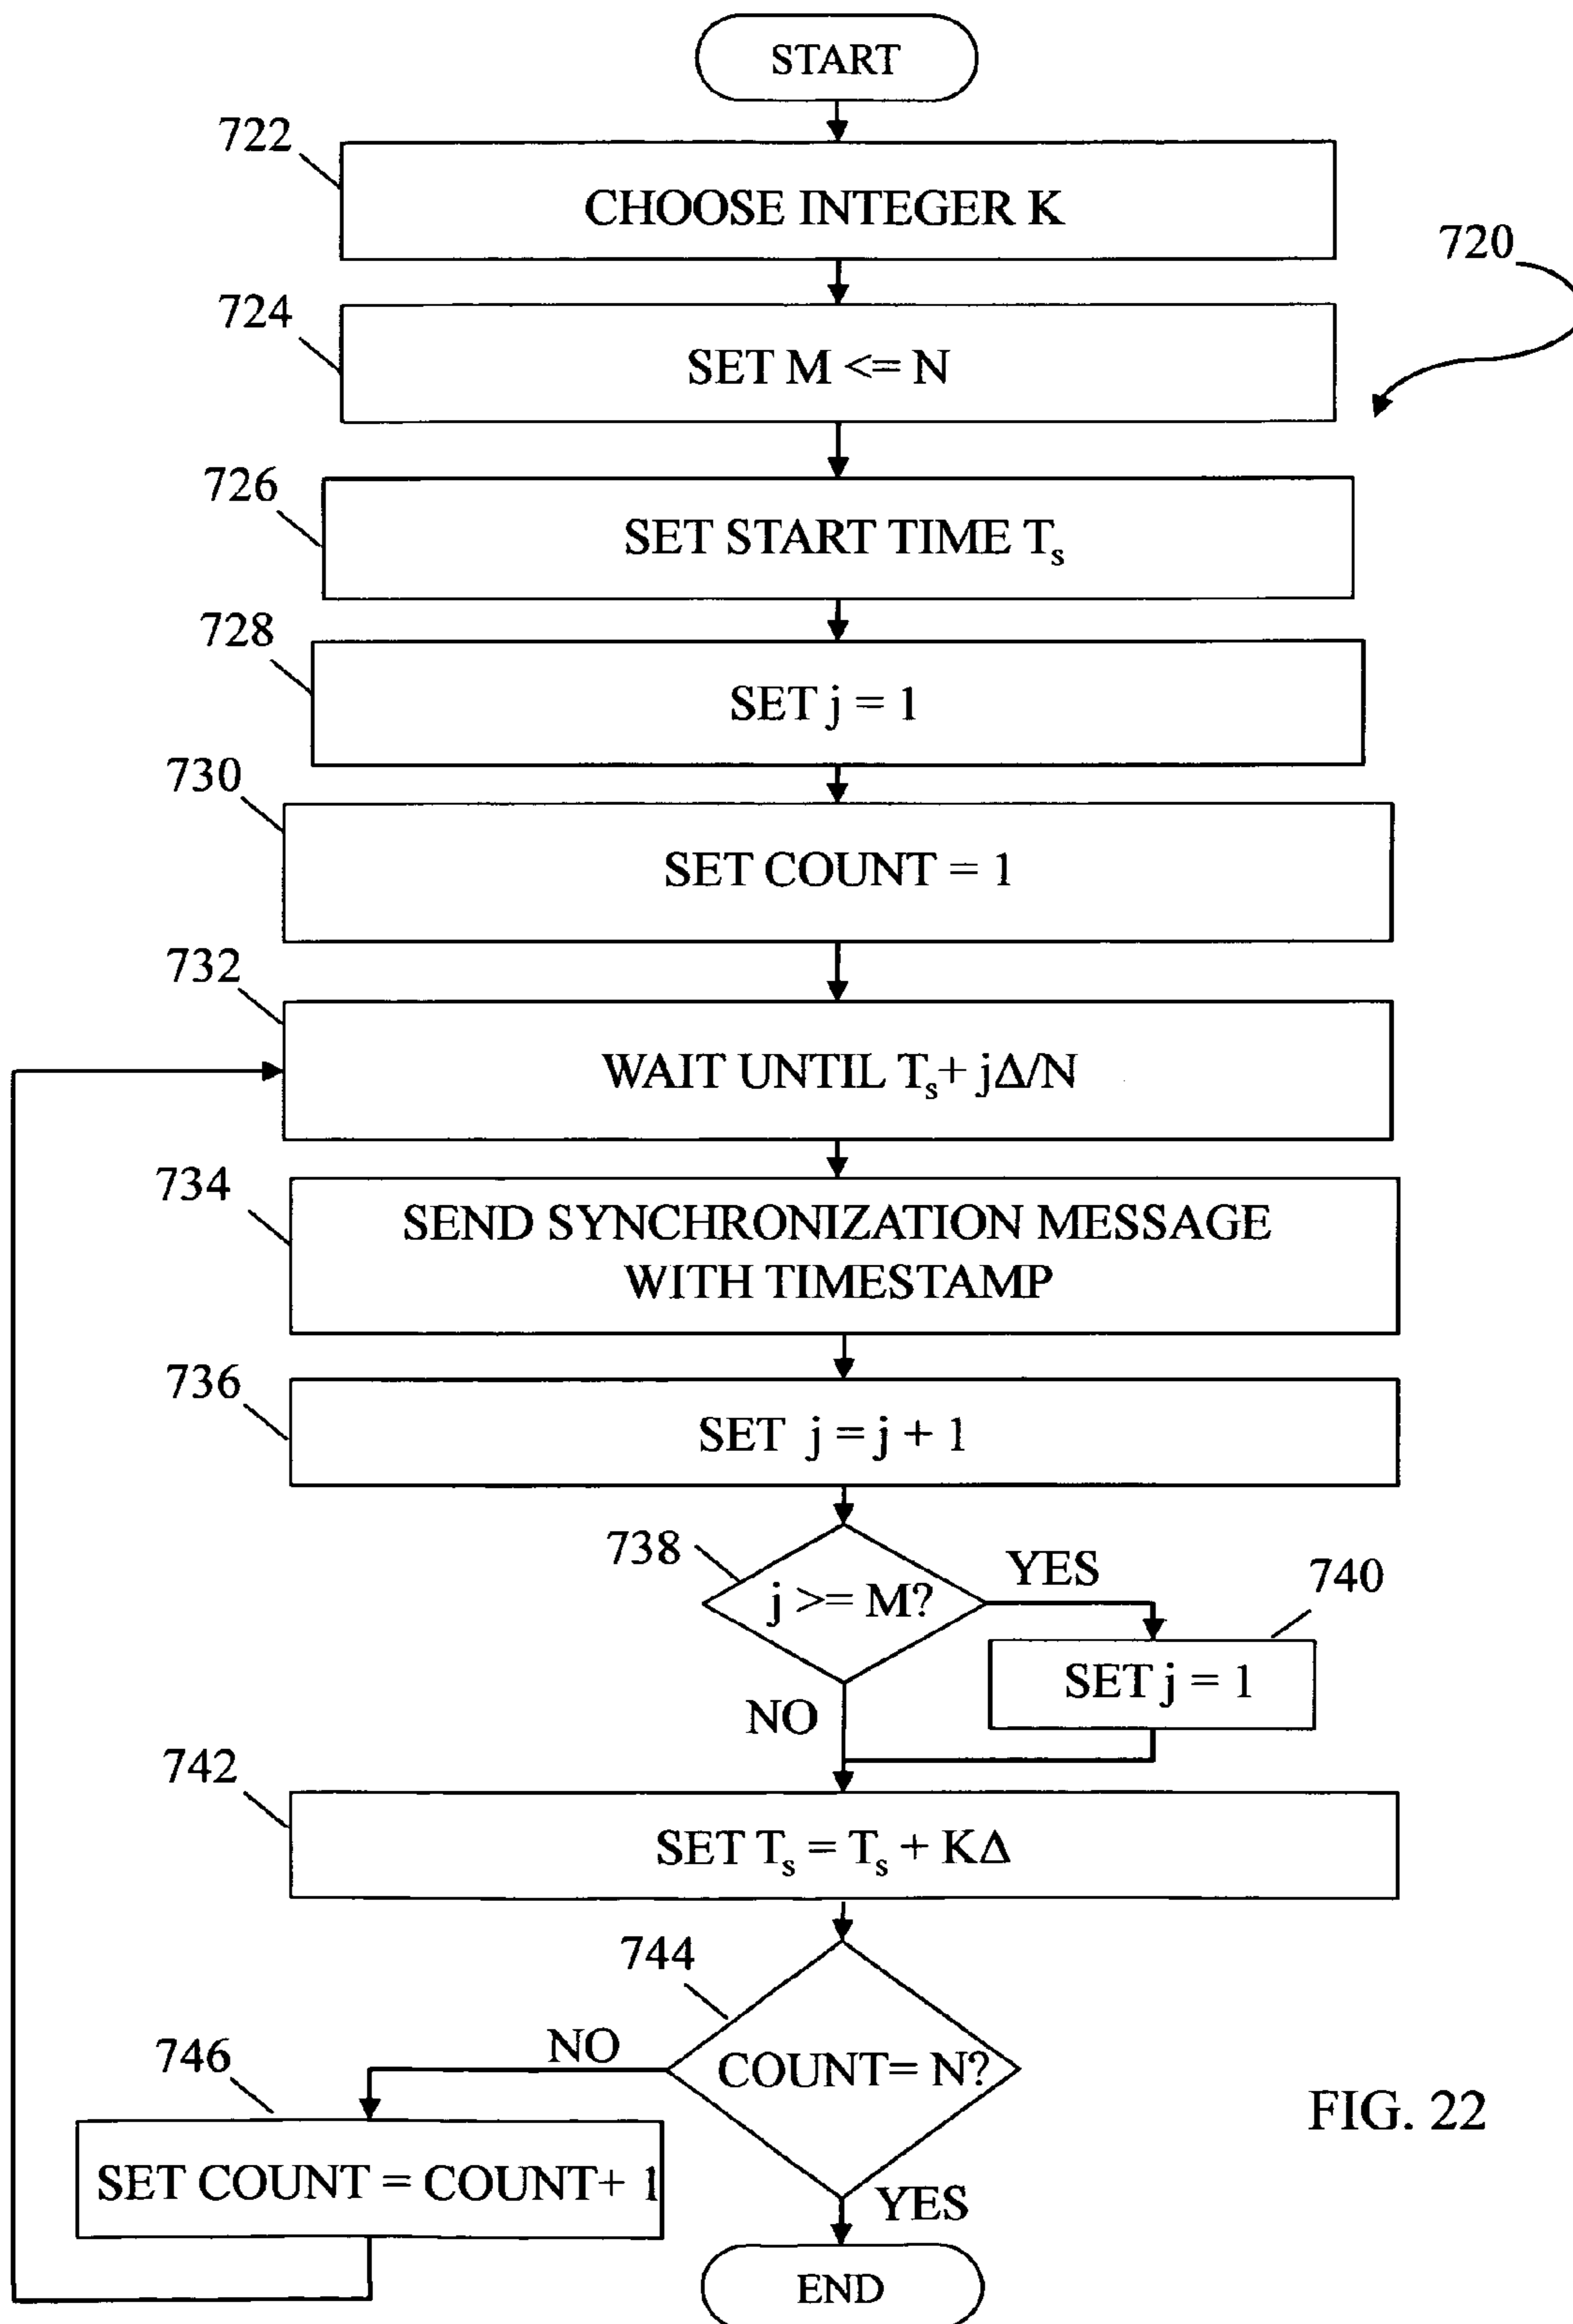 START
722
CHOOSE INTEGER K
720
724
SET M <= N
726
SET START TIME Tₛ
728
SET j = 1
730
SET COUNT = 1
732
WAIT UNTIL Tₛ+ jΔ/N
734
SEND SYNCHRONIZATION MESSAGE
WITH TIMESTAMP
736
SET j = j + 1
738
j >= M?
YES
740
SET j = 1
NO
742
SET Tₛ = Tₛ + KΔ
744
COUNT= N?
NO
746
SET COUNT = COUNT+ 1
YES
FIG. 22
END